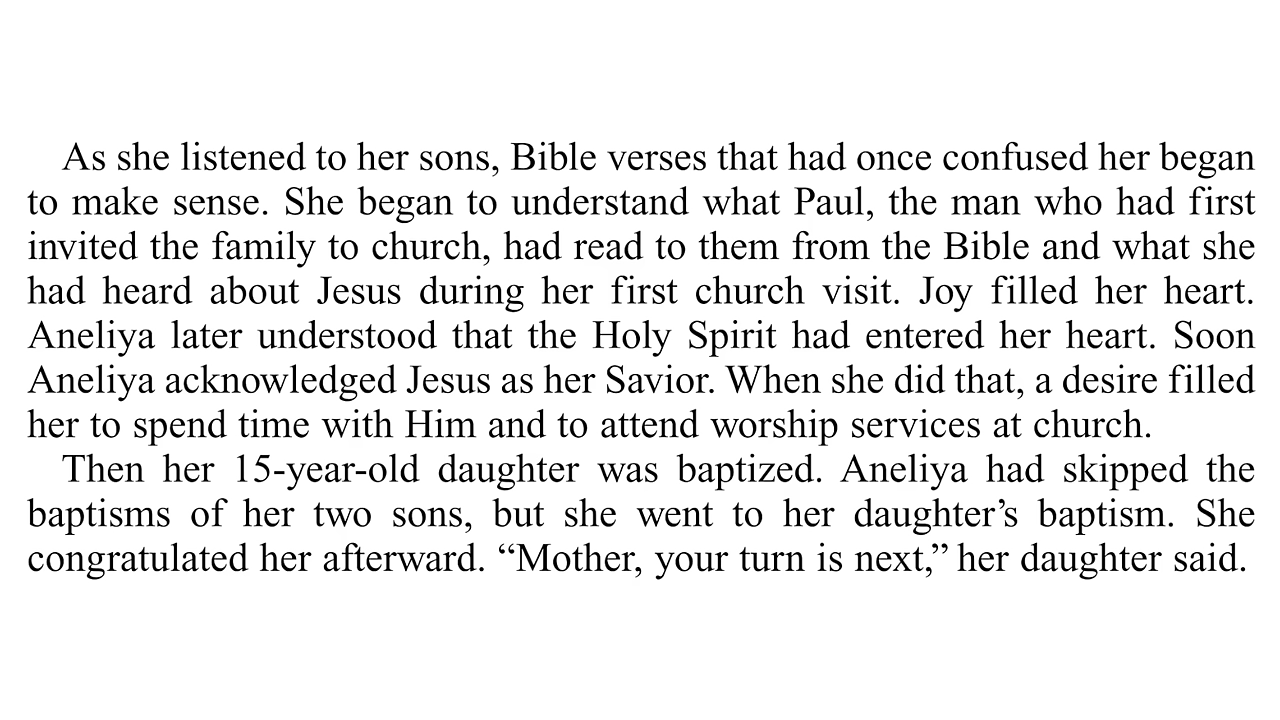 As she listened to her sons, Bible verses that had once confused her began
to make sense. She began to understand what Paul, the man who had first
invited the family to church, had read to them from the Bible and what she
had heard about Jesus during her first church visit. Joy filled her heart.
Aneliya later understood that the Holy Spirit had entered her heart. Soon
Aneliya acknowledged Jesus as her Savior. When she did that, a desire filled
her to spend time with Him and to attend worship services at church.
Then her 15-year-old daughter was baptized. Aneliya had skipped the
baptisms of her two sons, but she went to her daughter’s baptism. She
congratulated her afterward. “Mother, your turn is next,” her daughter said.